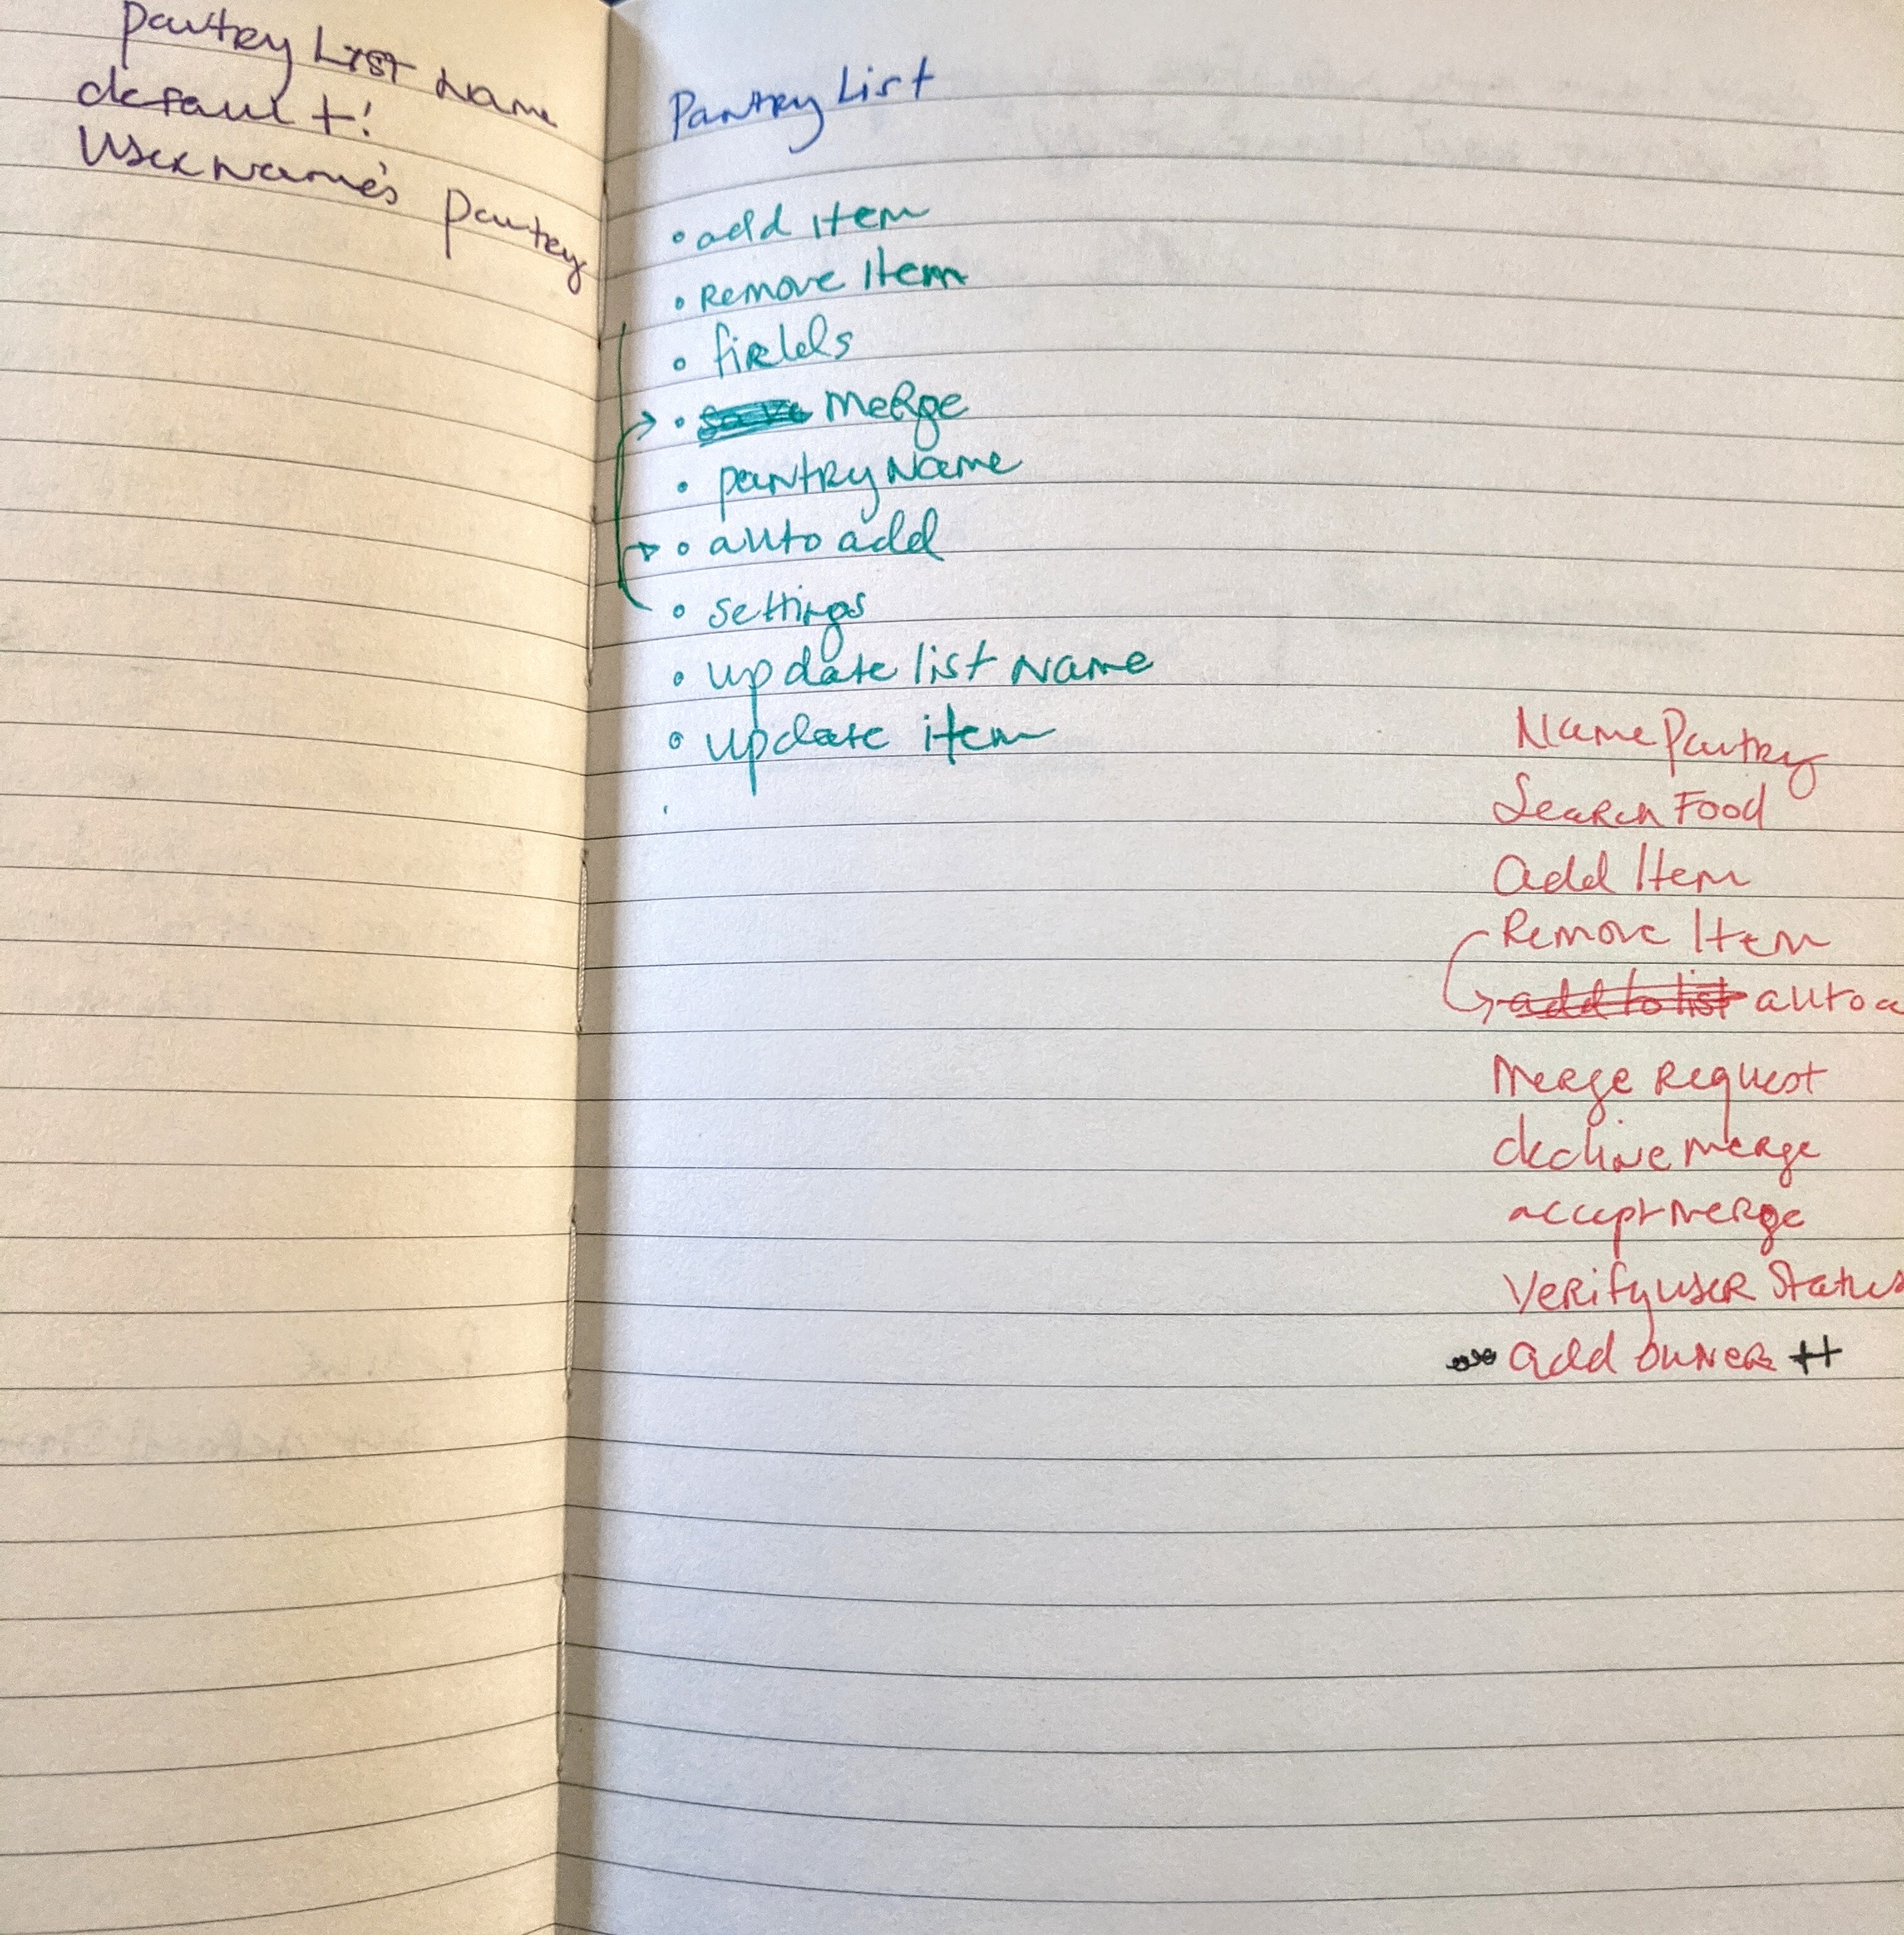 Pantry List Name
default!
UserName's Pantry
Pantry List
• add item
• Remove Item
• fields
• save merge
• pantry Name
• auto add
• settings
• update list Name
• update item
Name Pantry
Search Food
add Item
Remove Item
add to list auto a
Merge Request
decline merge
accept merge
Verify user Status
add owner ++